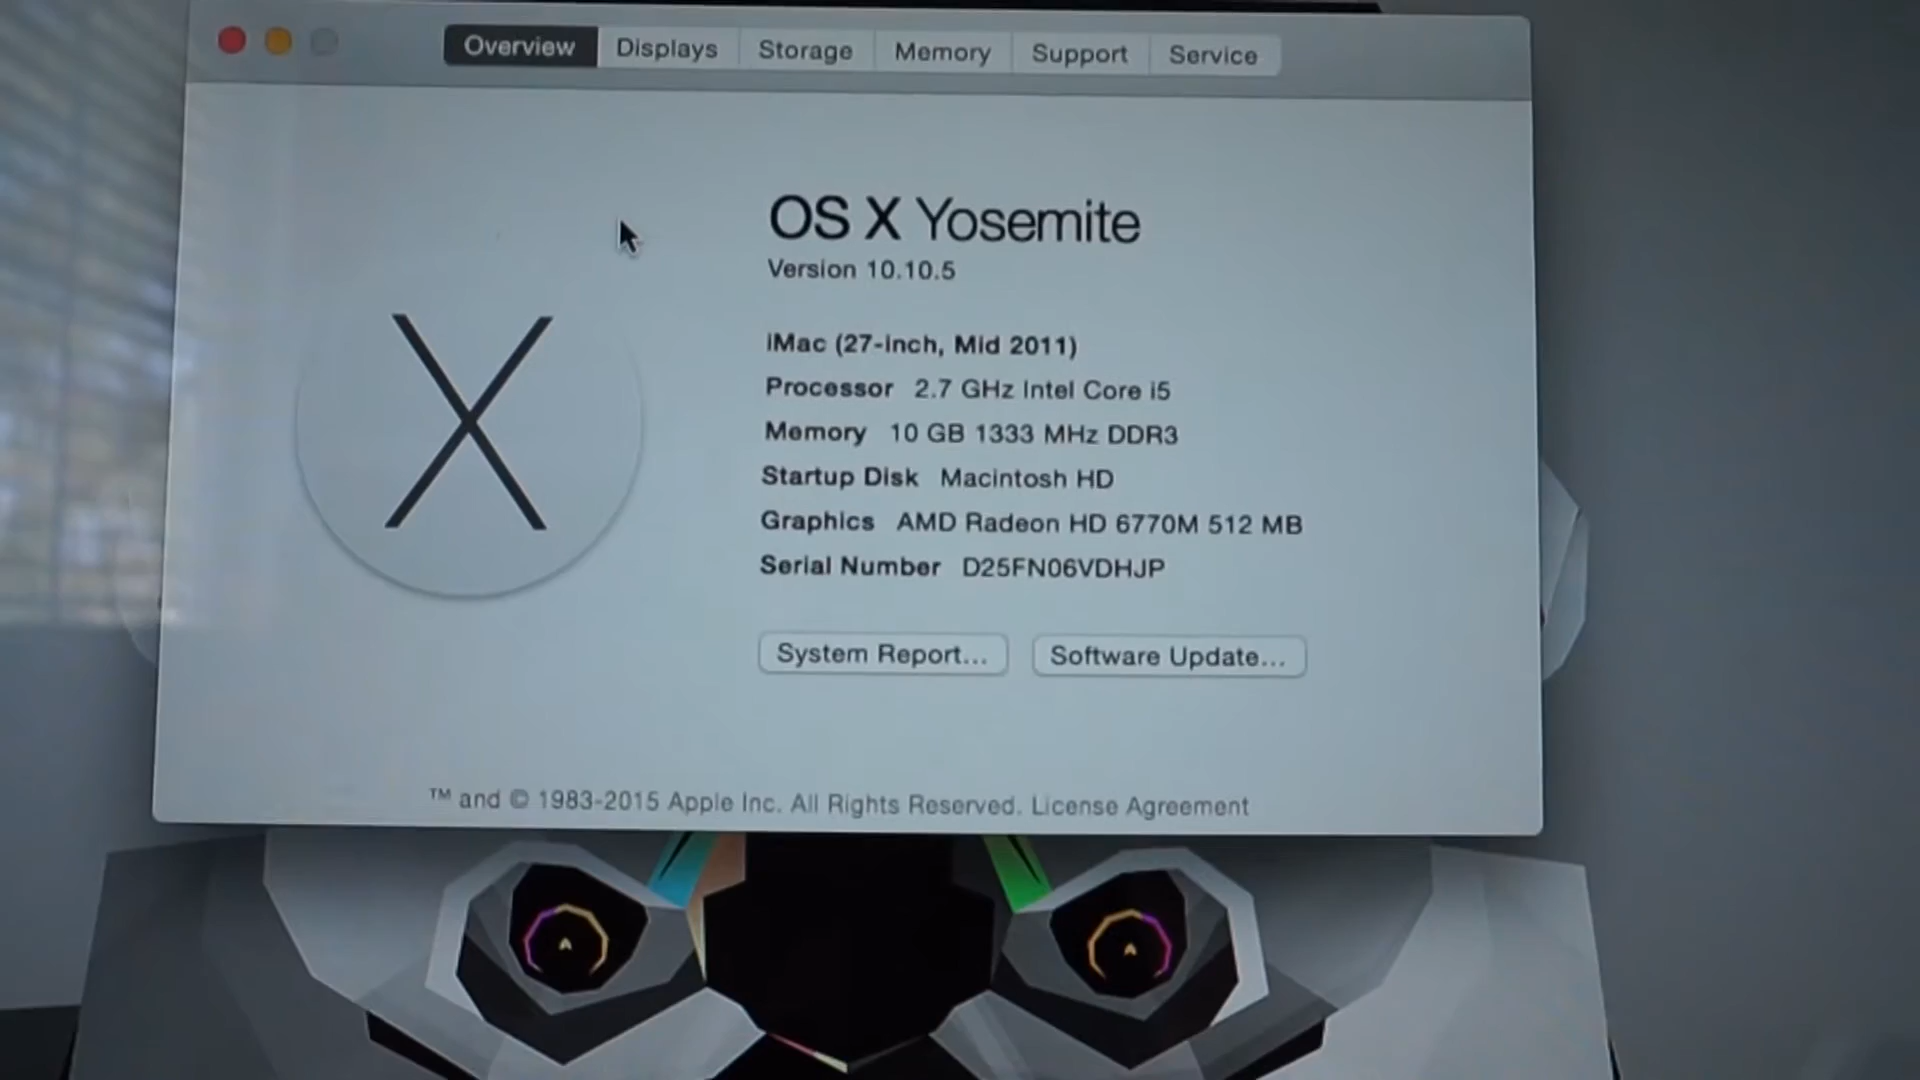 Overview Displays Storage Memory Support Service
OS X Yosemite
Version 10.10.5
iMac (27-inch, Mid 2011)
Processor 2.7 GHz Intel Core i5
Memory 10 GB 1333 MHz DDR3
Startup Disk Macintosh HD
Graphics AMD Radeon HD 6770M 512 MB
Serial Number D25FN06VDHJP
System Report... Software Update...
™ and © 1983-2015 Apple Inc. All Rights Reserved. License Agreement